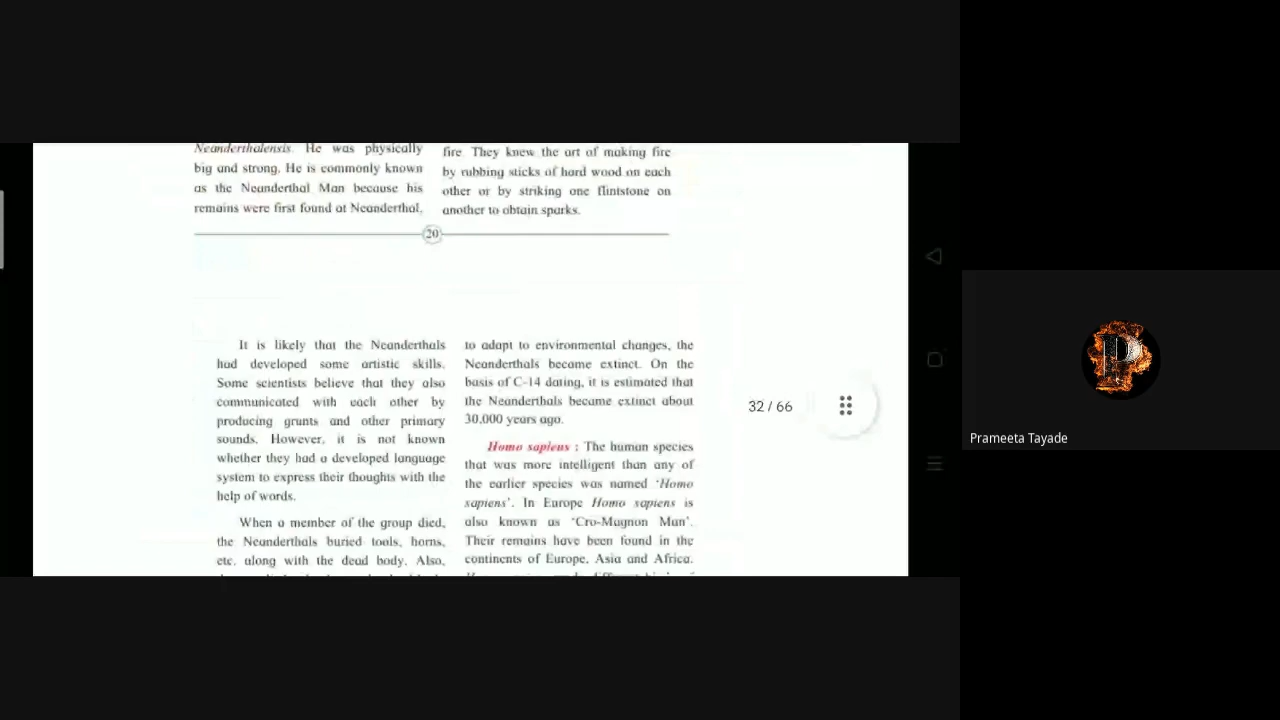 Neanderthalensis. He was physically
big and strong. He is commonly known
as the Neanderthal Man because his
remains were first found at Neanderthal,
fire. They knew the art of making fire
by rubbing sticks of hard wood on each
other or by striking one flintstone on
another to obtain sparks.
20
It is likely that the Neanderthals
had developed some artistic skills.
Some scientists believe that they also
communicated with each other by
producing grunts and other primary
sounds. However, it is not known
whether they had a developed language
system to express their thoughts with the
help of words.
When a member of the group died,
the Neanderthals buried tools, horns,
etc. along with the dead body. Also,
to adapt to environmental changes, the
Neanderthals became extinct. On the
basis of C-14 dating, it is estimated that
the Neanderthals became extinct about
30,000 years ago.
Homo sapiens : The human species
that was more intelligent than any of
the earlier species was named ‘Homo
sapiens’. In Europe Homo sapiens is
also known as ‘Cro-Magnon Man’.
Their remains have been found in the
continents of Europe, Asia and Africa.
32 / 66
P
Prameeta Tayade